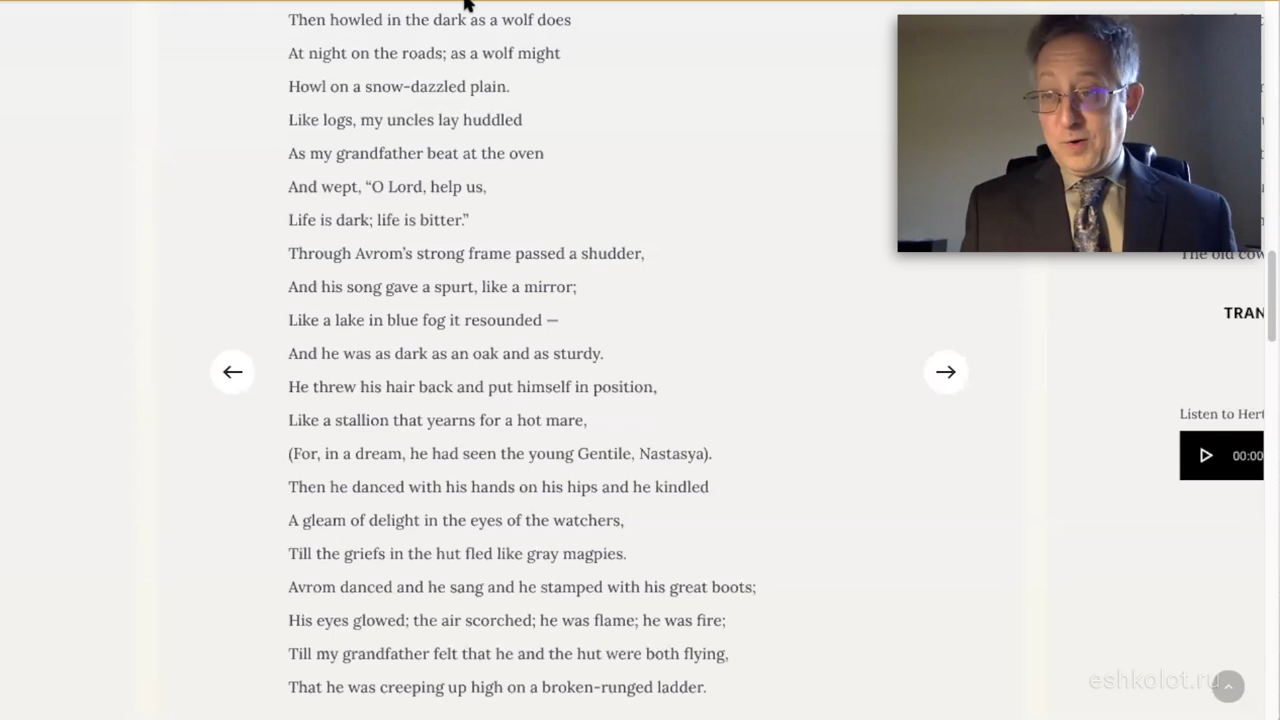 Then howled in the dark as a wolf does
At night on the roads; as a wolf might
Howl on a snow-dazzled plain.
Like logs, my uncles lay huddled
As my grandfather beat at the oven
And wept, “O Lord, help us,
Life is dark; life is bitter.”
Through Avrom’s strong frame passed a shudder,
And his song gave a spurt, like a mirror;
Like a lake in blue fog it resounded —
And he was as dark as an oak and as sturdy.
He threw his hair back and put himself in position,
Like a stallion that yearns for a hot mare,
(For, in a dream, he had seen the young Gentile, Nastasya).
Then he danced with his hands on his hips and he kindled
A gleam of delight in the eyes of the watchers,
Till the griefs in the hut fled like gray magpies.
Avrom danced and he sang and he stamped with his great boots;
His eyes glowed; the air scorched; he was flame; he was fire;
Till my grandfather felt that he and the hut were both flying,
That he was creeping up high on a broken-runged ladder.
The old cow
TRAN
Listen to Hert
00:00
eshkolot.ru